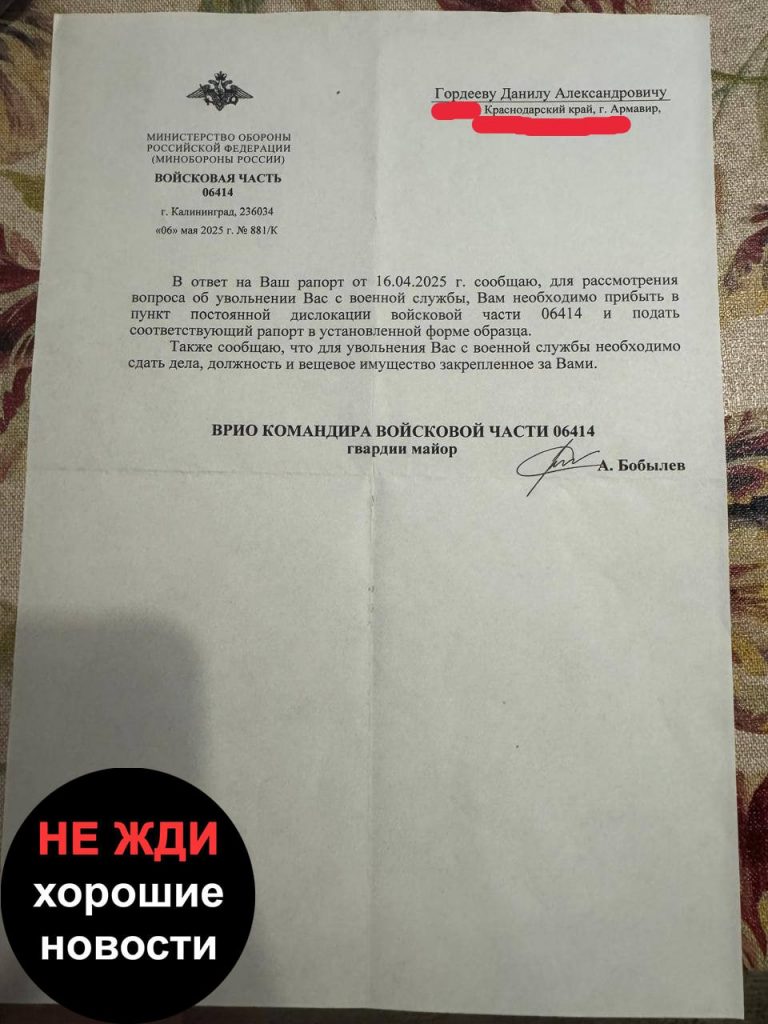 МИНИСТЕРСТВО ОБОРОНЫ
РОССИЙСКОЙ ФЕДЕРАЦИИ
(МИНОБОРОНЫ РОССИИ)
ВОЙСКОВАЯ ЧАСТЬ
06414
г. Калининград, 236034
«06» мая 2025 г. № 881/К
Гордееву Данилу Александровичу
Краснодарский край, г. Армавир,
В ответ на Ваш рапорт от 16.04.2025 г. сообщаю, для рассмотрения
вопроса об увольнении Вас с военной службы, Вам необходимо прибыть в
пункт постоянной дислокации войсковой части 06414 и подать
соответствующий рапорт в установленной форме образца.
Также сообщаю, что для увольнения Вас с военной службы необходимо
сдать дела, должность и вещевое имущество закрепленное за Вами.
ВРИО КОМАНДИРА ВОЙСКОВОЙ ЧАСТИ 06414
гвардии майор
А. Бобылев
НЕ ЖДИ
хорошие
новости